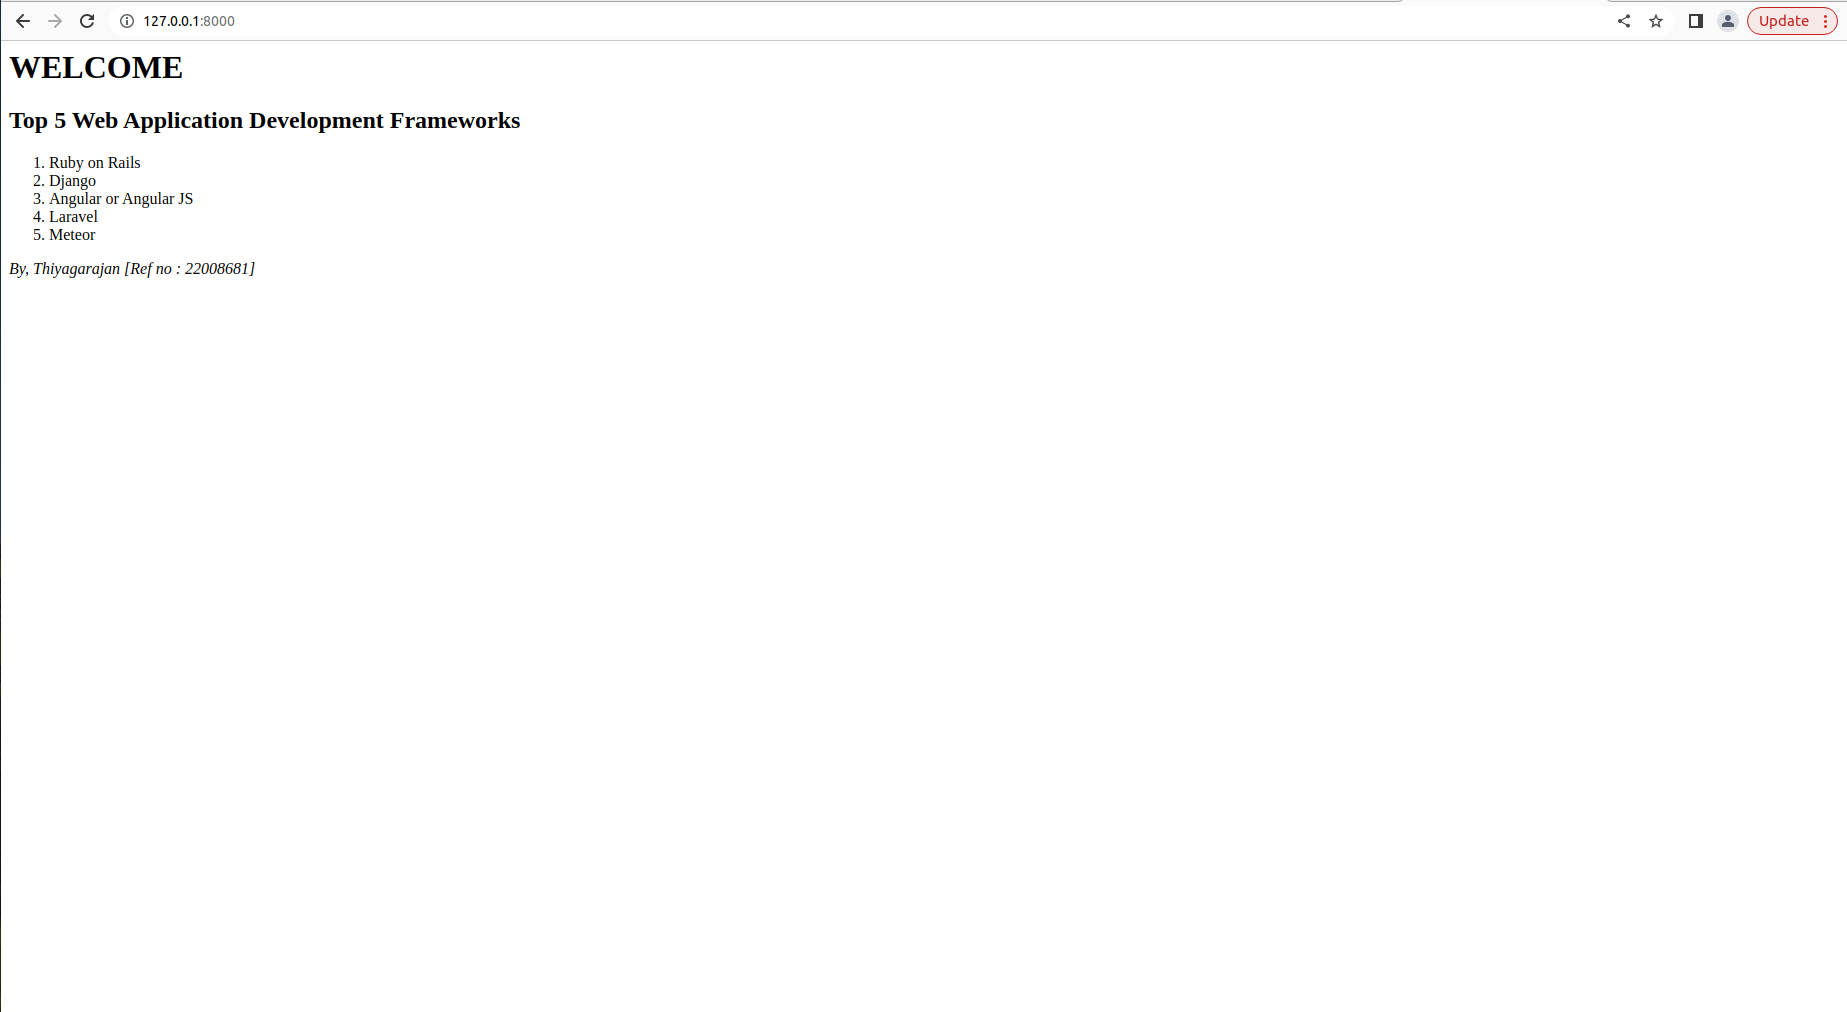 127.0.0.1:8000
Update
WELCOME
Top 5 Web Application Development Frameworks
1. Ruby on Rails
2. Django
3. Angular or Angular JS
4. Laravel
5. Meteor
By, Thiyagarajan [Ref no : 22008681]